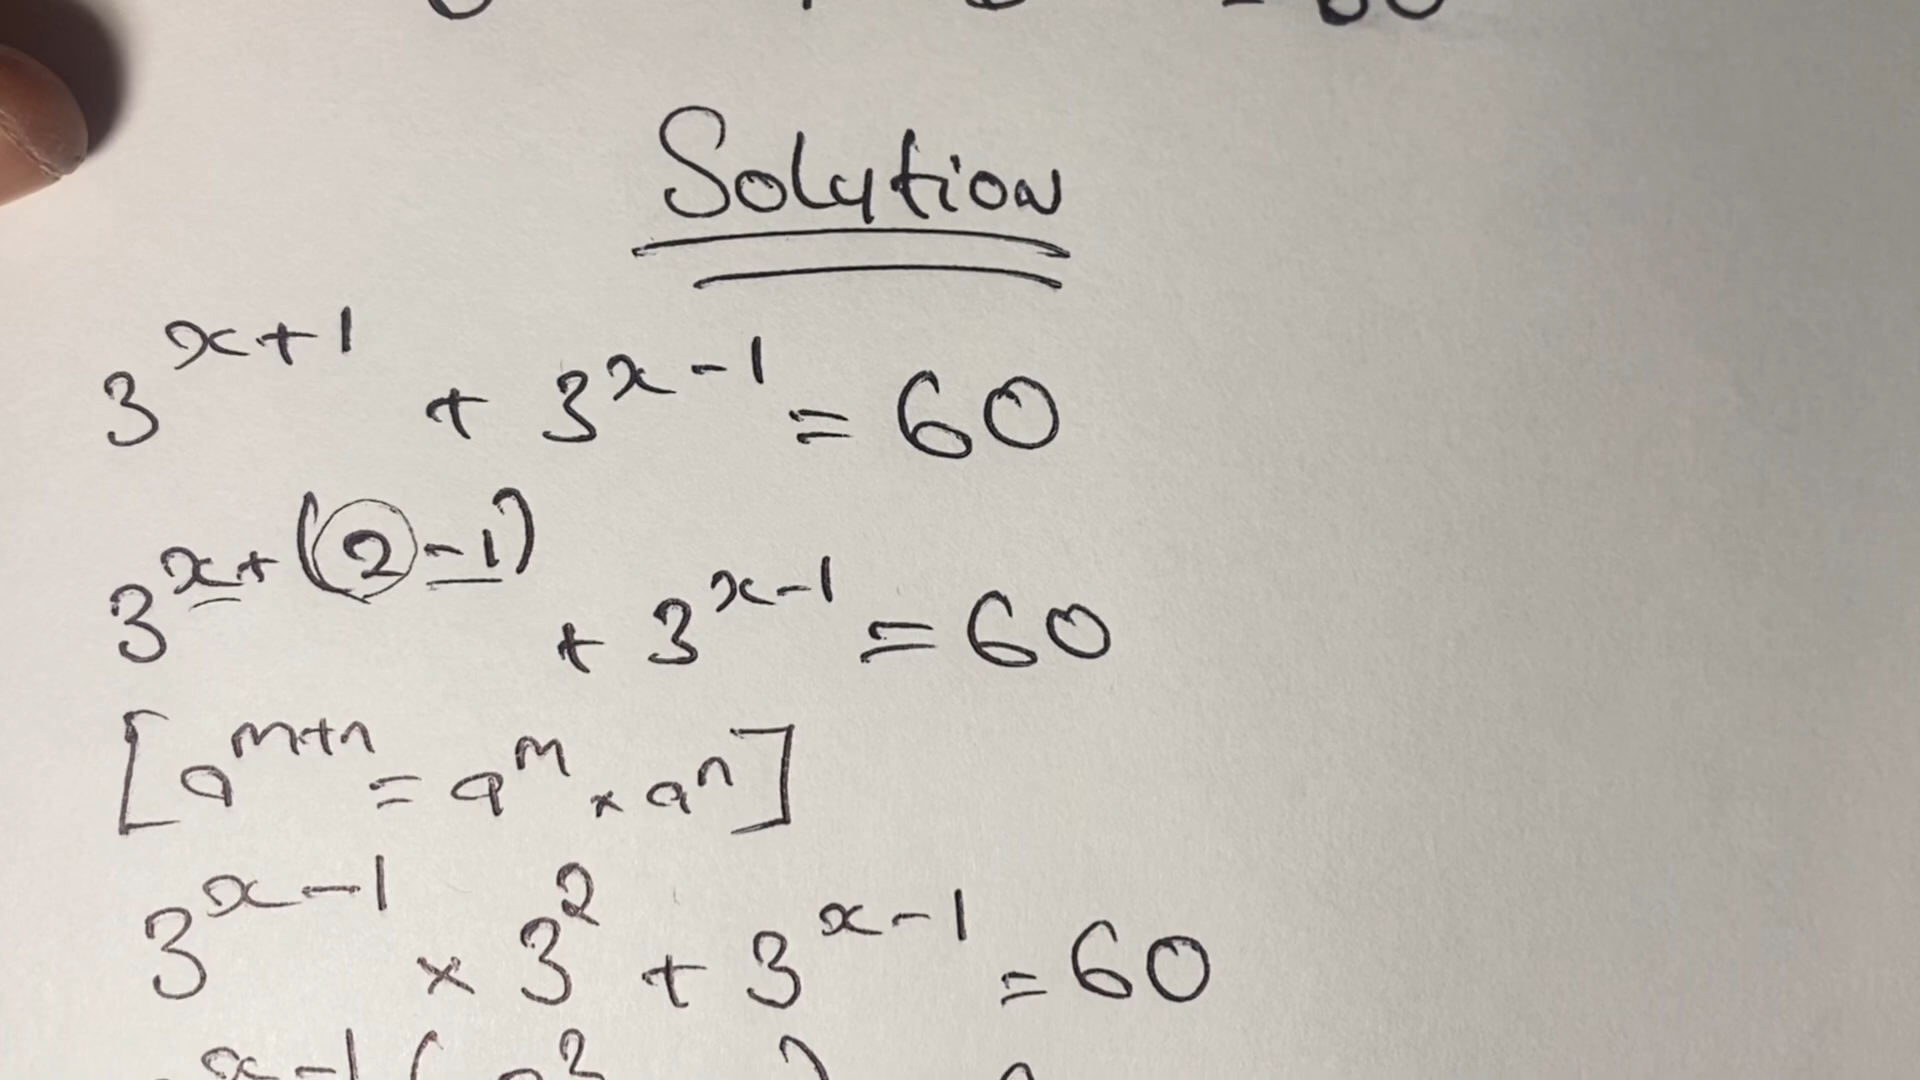 Solution
3^{x+1} + 3^{x-1} = 60
3^{x+(2-1)} + 3^{x-1} = 60
[a^{m+n} = a^m × a^n]
3^{x-1} × 3^2 + 3^{x-1} = 60